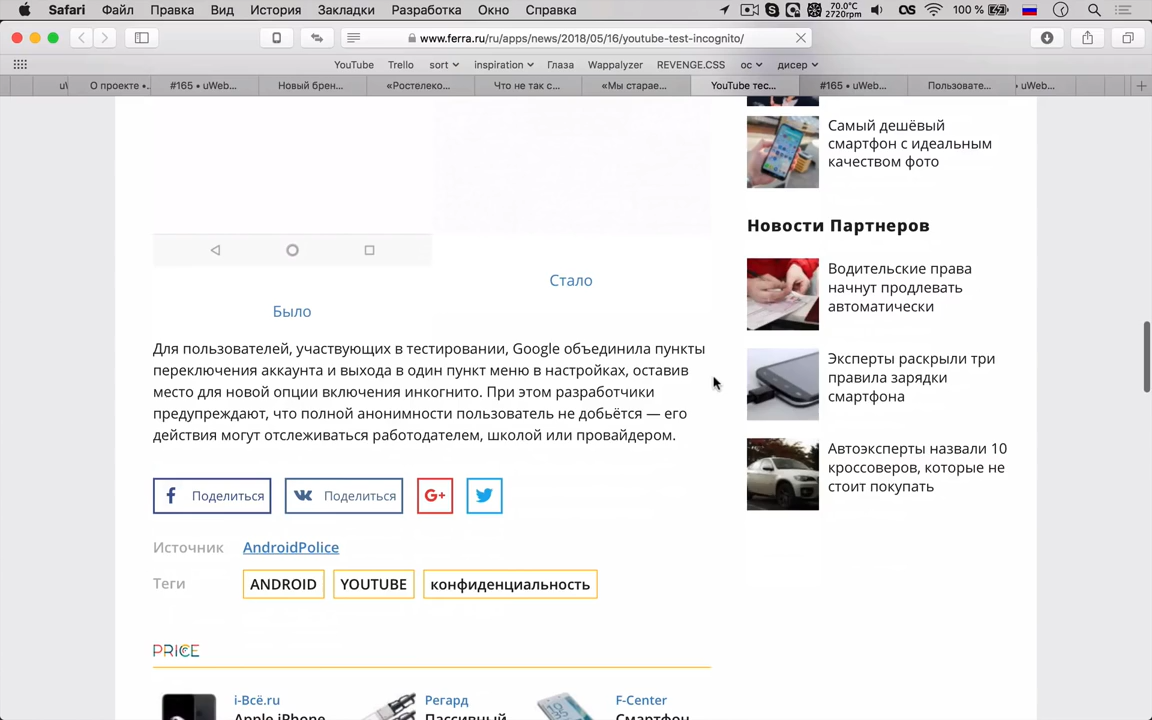 Safari Файл Правка Вид История Закладки Разработка Окно Справка 70.0°C 2720rpm 100 %
www.ferra.ru/ru/apps/news/2018/05/16/youtube-test-incognito/
YouTube Trello sort inspiration Глаза Wappalyzer REVENGE.CSS ос дисер
О проекте •.. #165 • uWeb... Новый брен... «Ростелеко... Что не так с... «Мы старае... YouTube тес... #165 • uWeb... Пользовате... • uWeb...
Самый дешёвый
смартфон с идеальным
качеством фото
Новости Партнеров
Водительские права
начнут продлевать
автоматически
Эксперты раскрыли три
правила зарядки
смартфона
Автоэксперты назвали 10
кроссоверов, которые не
стоит покупать
Стало
Было
Для пользователей, участвующих в тестировании, Google объединила пункты
переключения аккаунта и выхода в один пункт меню в настройках, оставив
место для новой опции включения инкогнито. При этом разработчики
предупреждают, что полной анонимности пользователь не добьётся — его
действия могут отслеживаться работодателем, школой или провайдером.
Поделиться Поделиться G+
Источник AndroidPolice
Теги ANDROID YOUTUBE конфиденциальность
PRICE
i-Всё.ru Регард F-Center
Apple iPhone Пассивный Смартфон